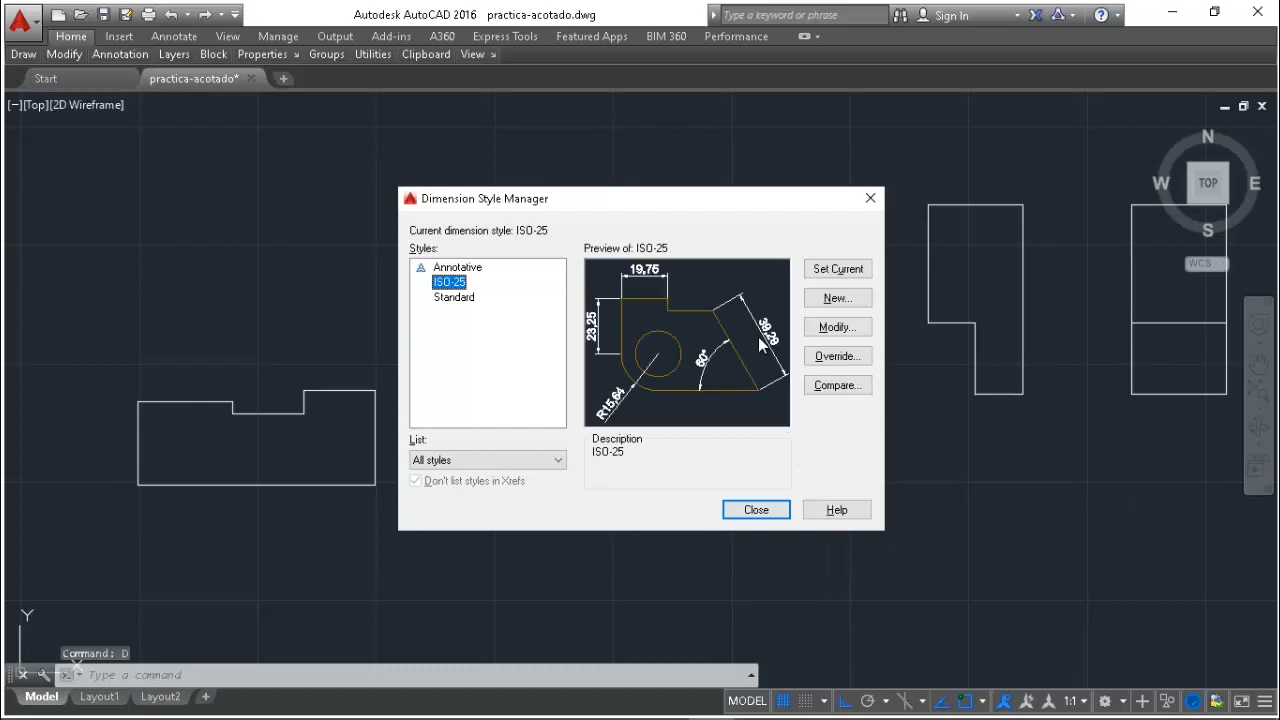 Autodesk AutoCAD 2016 practica-acotado.dwg
Type a keyword or phrase
Sign In
Home Insert Annotate View Manage Output Add-ins A360 Express Tools Featured Apps BIM 360 Performance
Draw Modify Annotation Layers Block Properties Groups Utilities Clipboard View
Start practica-acotado*
[−][Top][2D Wireframe]
N
W TOP E
S
WCS
Dimension Style Manager
Current dimension style: ISO-25
Styles:
Annotative
ISO-25
Standard
Preview of: ISO-25
19,75
23,25
39,29
60°
R15,64
Set Current
New...
Modify...
Override...
Compare...
List:
All styles
Don't list styles in Xrefs
Description
ISO-25
Close Help
Y
X
Command: D
Type a command
Model Layout1 Layout2 +
MODEL 1:1